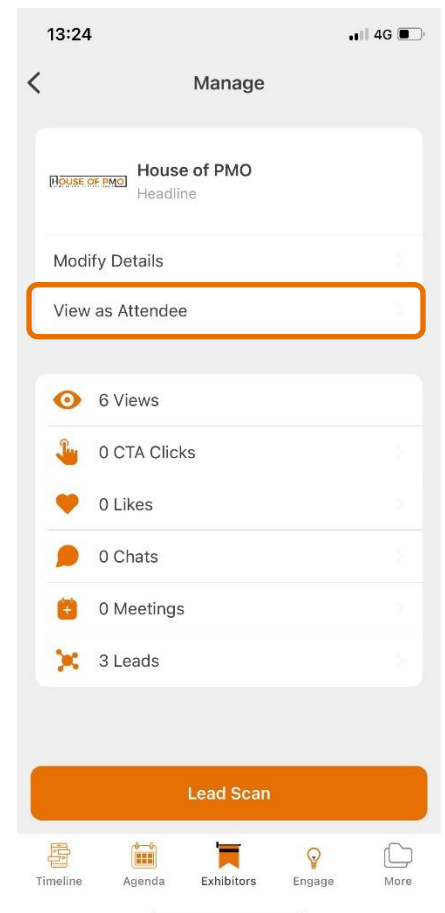 13:24
4G
Manage
HOUSE OF PMO
House of PMO
Headline
Modify Details
View as Attendee
6 Views
0 CTA Clicks
0 Likes
0 Chats
0 Meetings
3 Leads
Lead Scan
Timeline
Agenda
Exhibitors
Engage
More